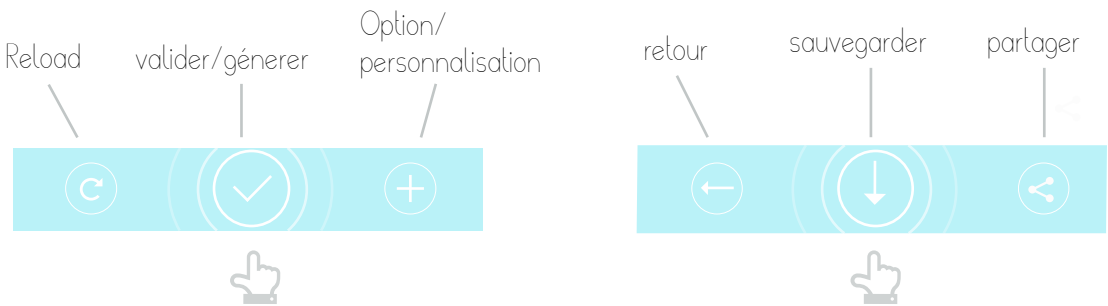 Reload
valider/génerer
Option/
personnalisation
retour
sauvegarder
partager